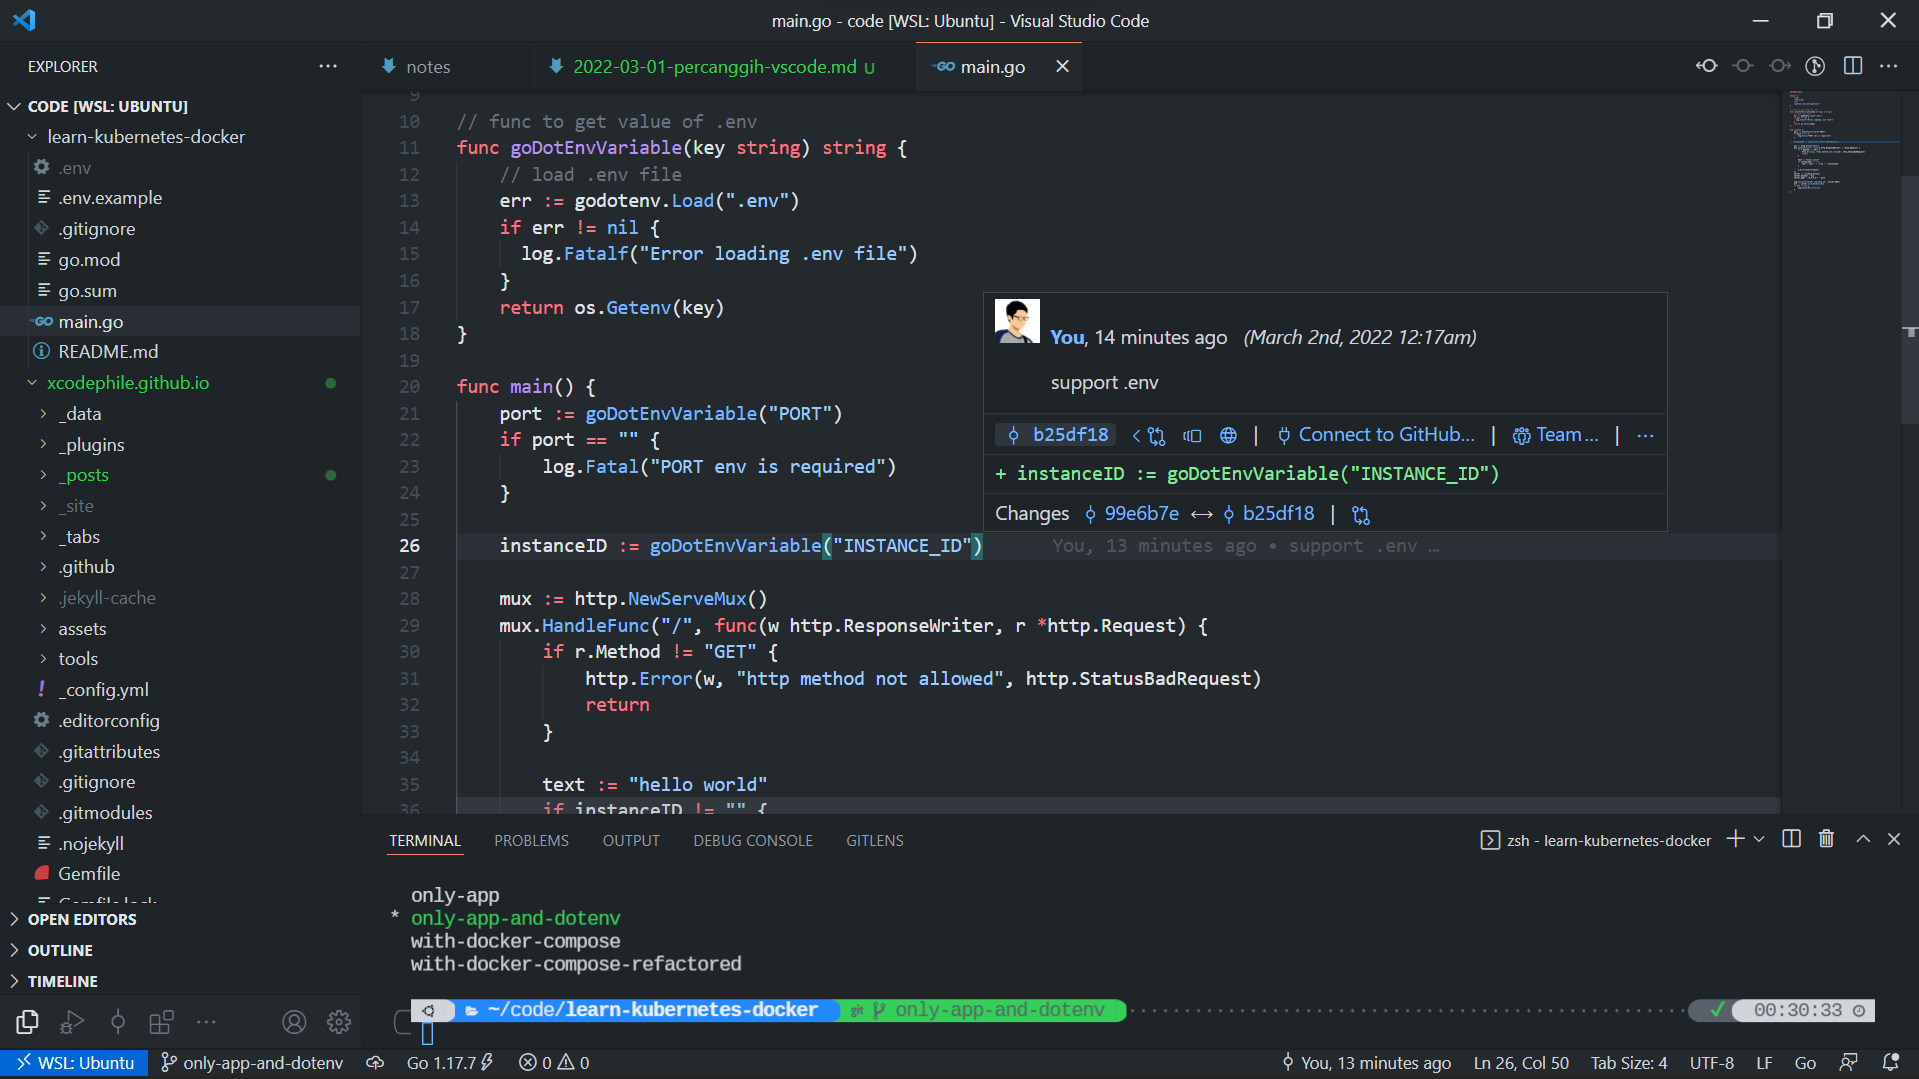 main.go - code [WSL: Ubuntu] - Visual Studio Code
EXPLORER
CODE [WSL: UBUNTU]
learn-kubernetes-docker
.env
.env.example
.gitignore
go.mod
go.sum
main.go
README.md
xcodephile.github.io
_data
_plugins
_posts
_site
_tabs
.github
.jekyll-cache
assets
tools
_config.yml
.editorconfig
.gitattributes
.gitignore
.gitmodules
.nojekyll
Gemfile
Gemfile.lock
OPEN EDITORS
OUTLINE
TIMELINE
notes
2022-03-01-percanggih-vscode.md U
GO main.go
9
10 // func to get value of .env
11 func goDotEnvVariable(key string) string {
12 // load .env file
13 err := godotenv.Load(".env")
14 if err != nil {
15 log.Fatalf("Error loading .env file")
16 }
17 return os.Getenv(key)
18 }
19
20 func main() {
21 port := goDotEnvVariable("PORT")
22 if port == "" {
23 log.Fatal("PORT env is required")
24 }
25
26 instanceID := goDotEnvVariable("INSTANCE_ID") You, 13 minutes ago • support .env …
27
28 mux := http.NewServeMux()
29 mux.HandleFunc("/", func(w http.ResponseWriter, r *http.Request) {
30 if r.Method != "GET" {
31 http.Error(w, "http method not allowed", http.StatusBadRequest)
32 return
33 }
34
35 text := "hello world"
36 if instanceID != "" {
You, 14 minutes ago (March 2nd, 2022 12:17am)
support .env
b25df18 | Connect to GitHub... | Team... | ...
+ instanceID := goDotEnvVariable("INSTANCE_ID")
Changes 99e6b7e ↔ b25df18 |
TERMINAL PROBLEMS OUTPUT DEBUG CONSOLE GITLENS
zsh - learn-kubernetes-docker
only-app
* only-app-and-dotenv
with-docker-compose
with-docker-compose-refactored
~/code/learn-kubernetes-docker git only-app-and-dotenv ✓ 00:30:33
WSL: Ubuntu only-app-and-dotenv Go 1.17.7 0 0 You, 13 minutes ago Ln 26, Col 50 Tab Size: 4 UTF-8 LF Go